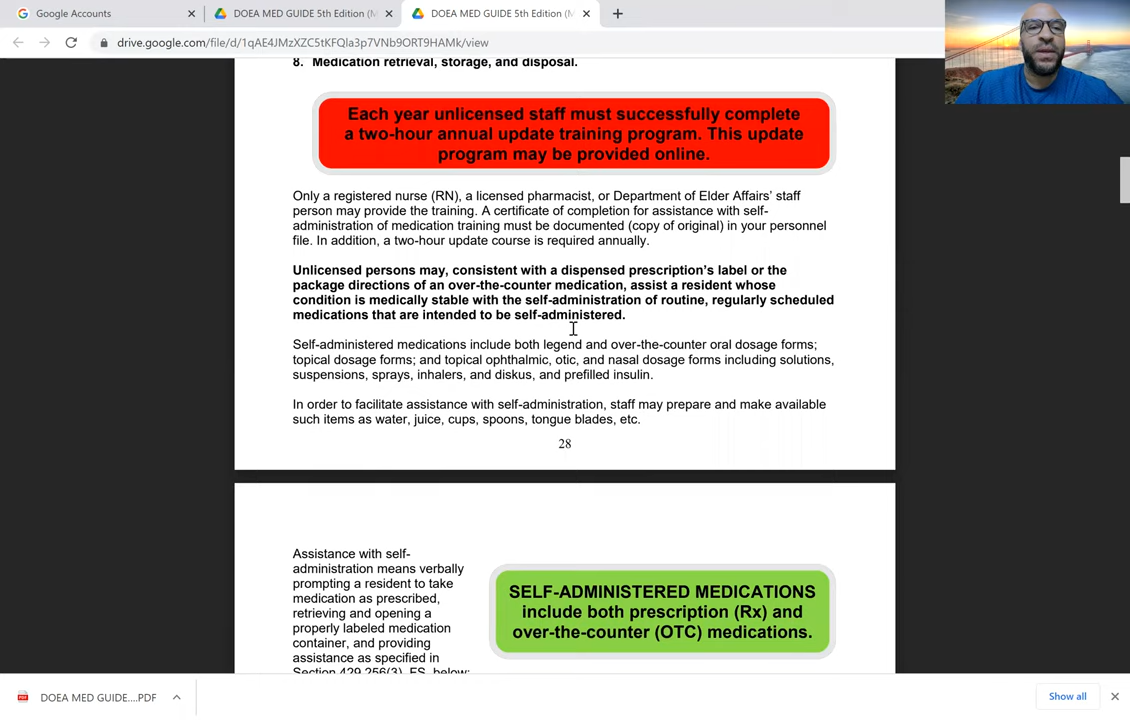 Google Accounts
DOEA MED GUIDE 5th Edition (M
DOEA MED GUIDE 5th Edition (M
drive.google.com/file/d/1qAE4JMzXZC5tKFQla3p7VNb9ORT9HAMk/view
8. Medication retrieval, storage, and disposal.
Each year unlicensed staff must successfully complete
a two-hour annual update training program. This update
program may be provided online.
Only a registered nurse (RN), a licensed pharmacist, or Department of Elder Affairs' staff
person may provide the training. A certificate of completion for assistance with self-
administration of medication training must be documented (copy of original) in your personnel
file. In addition, a two-hour update course is required annually.
Unlicensed persons may, consistent with a dispensed prescription's label or the
package directions of an over-the-counter medication, assist a resident whose
condition is medically stable with the self-administration of routine, regularly scheduled
medications that are intended to be self-administered.
Self-administered medications include both legend and over-the-counter oral dosage forms;
topical dosage forms; and topical ophthalmic, otic, and nasal dosage forms including solutions,
suspensions, sprays, inhalers, and diskus, and prefilled insulin.
In order to facilitate assistance with self-administration, staff may prepare and make available
such items as water, juice, cups, spoons, tongue blades, etc.
28
Assistance with self-
administration means verbally
prompting a resident to take
medication as prescribed,
retrieving and opening a
properly labeled medication
container, and providing
assistance as specified in
Section 429.256(3), FS, below:
SELF-ADMINISTERED MEDICATIONS
include both prescription (Rx) and
over-the-counter (OTC) medications.
DOEA MED GUIDE....PDF
Show all